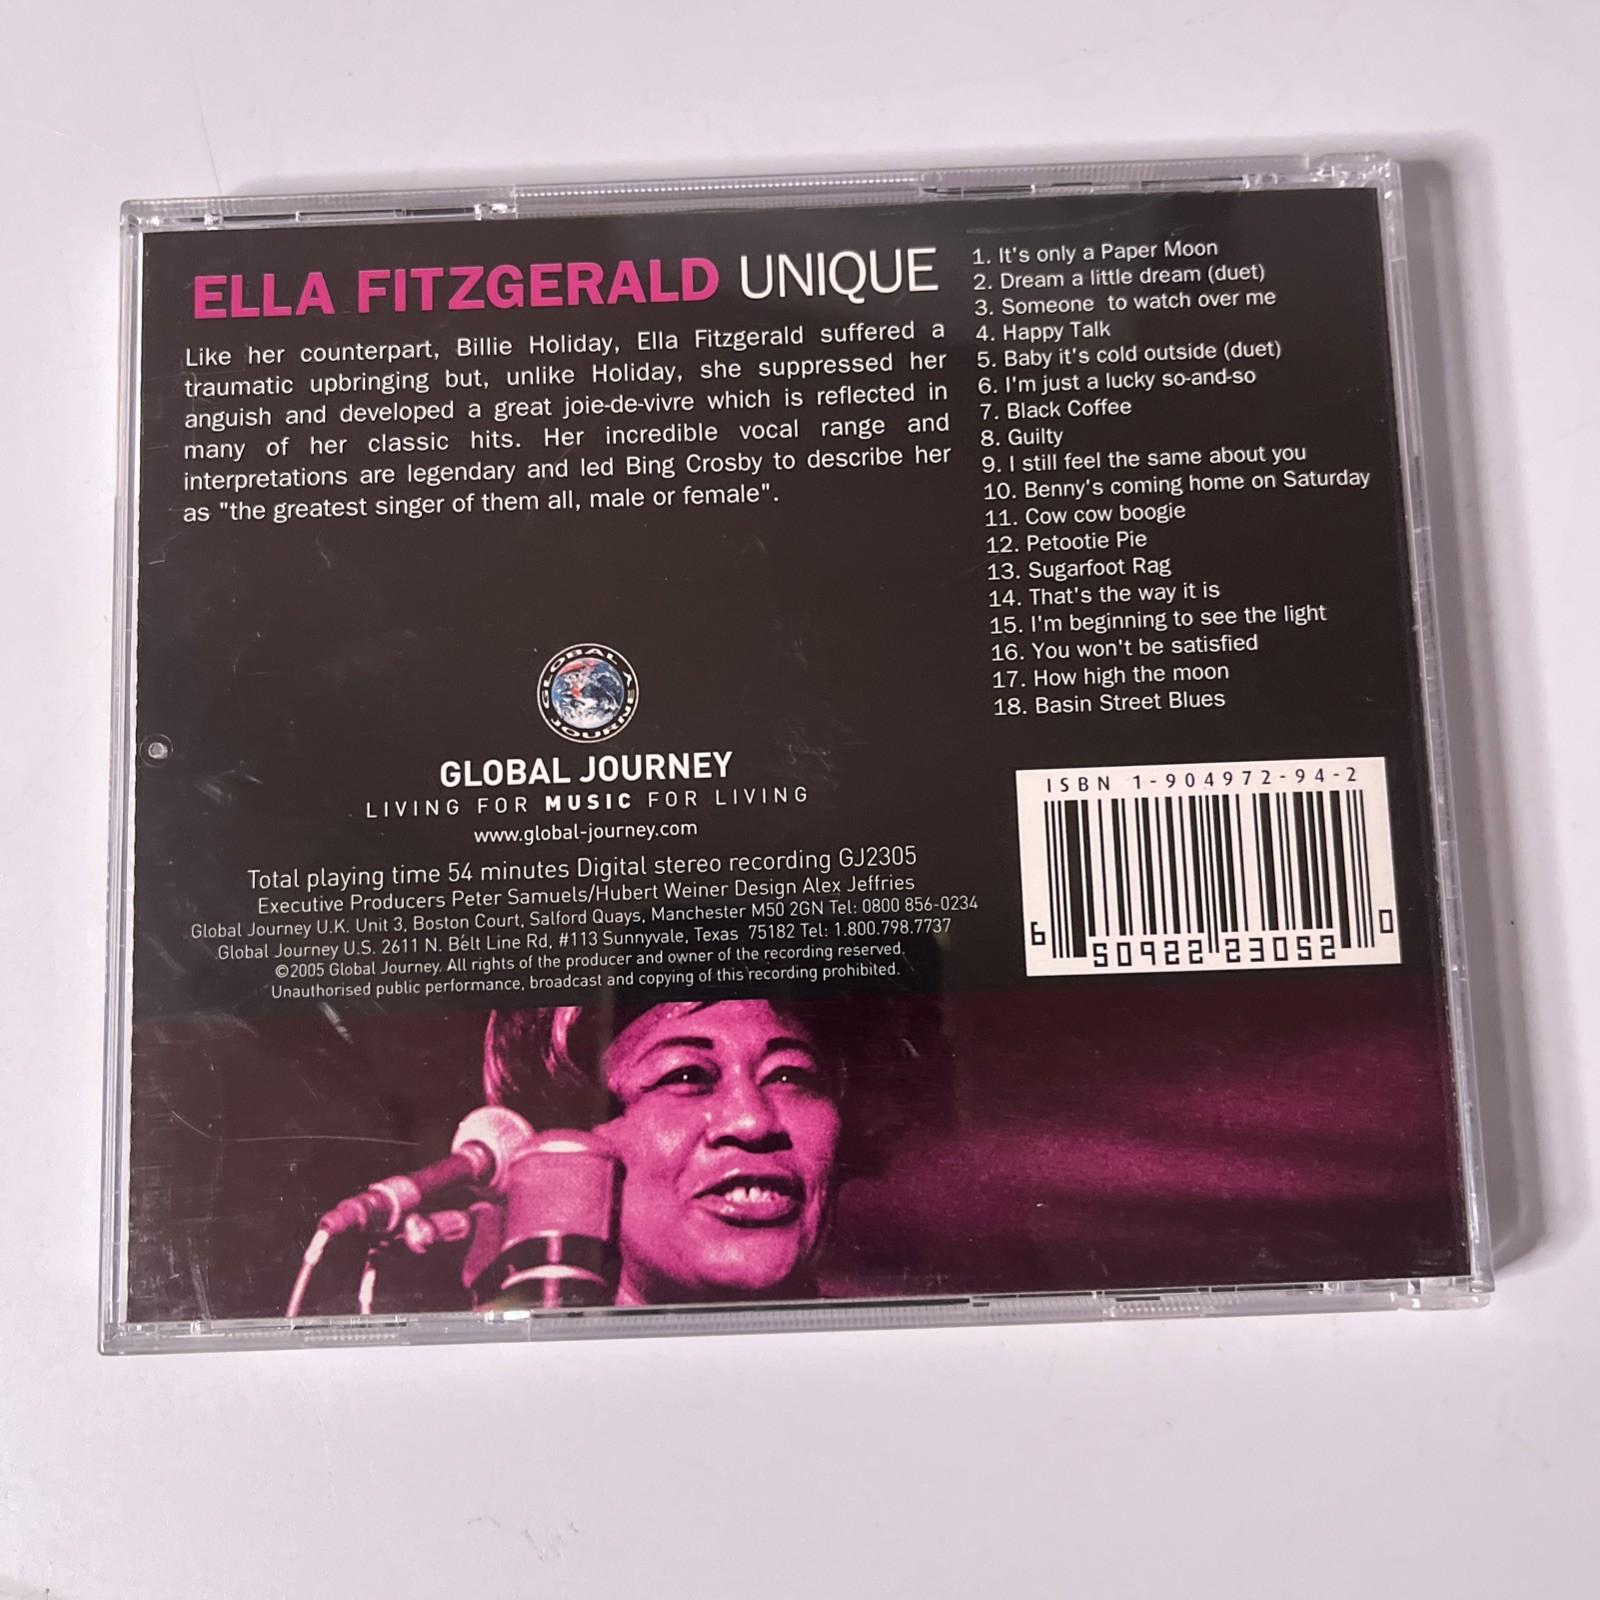 ELLA FITZGERALD UNIQUE
Like her counterpart, Billie Holiday, Ella Fitzgerald suffered a
traumatic upbringing but, unlike Holiday, she suppressed her
anguish and developed a great joie-de-vivre which is reflected in
many of her classic hits. Her incredible vocal range and
interpretations are legendary and led Bing Crosby to describe her
as "the greatest singer of them all, male or female".
1. It's only a Paper Moon
2. Dream a little dream (duet)
3. Someone to watch over me
4. Happy Talk
5. Baby it's cold outside (duet)
6. I'm just a lucky so-and-so
7. Black Coffee
8. Guilty
9. I still feel the same about you
10. Benny's coming home on Saturday
11. Cow cow boogie
12. Petootie Pie
13. Sugarfoot Rag
14. That's the way it is
15. I'm beginning to see the light
16. You won't be satisfied
17. How high the moon
18. Basin Street Blues
GLOBAL JOURNEY
GLOBAL JOURNEY
LIVING FOR MUSIC FOR LIVING
www.global-journey.com
Total playing time 54 minutes Digital stereo recording GJ2305
Executive Producers Peter Samuels/Hubert Weiner Design Alex Jeffries
Global Journey U.K. Unit 3, Boston Court, Salford Quays, Manchester M50 2GN Tel: 0800 856-0234
Global Journey U.S. 2611 N. Belt Line Rd, #113 Sunnyvale, Texas 75182 Tel: 1.800.798.7737
©2005 Global Journey. All rights of the producer and owner of the recording reserved.
Unauthorised public performance, broadcast and copying of this recording prohibited.
ISBN 1-904972-94-2
6 50922 23052 0